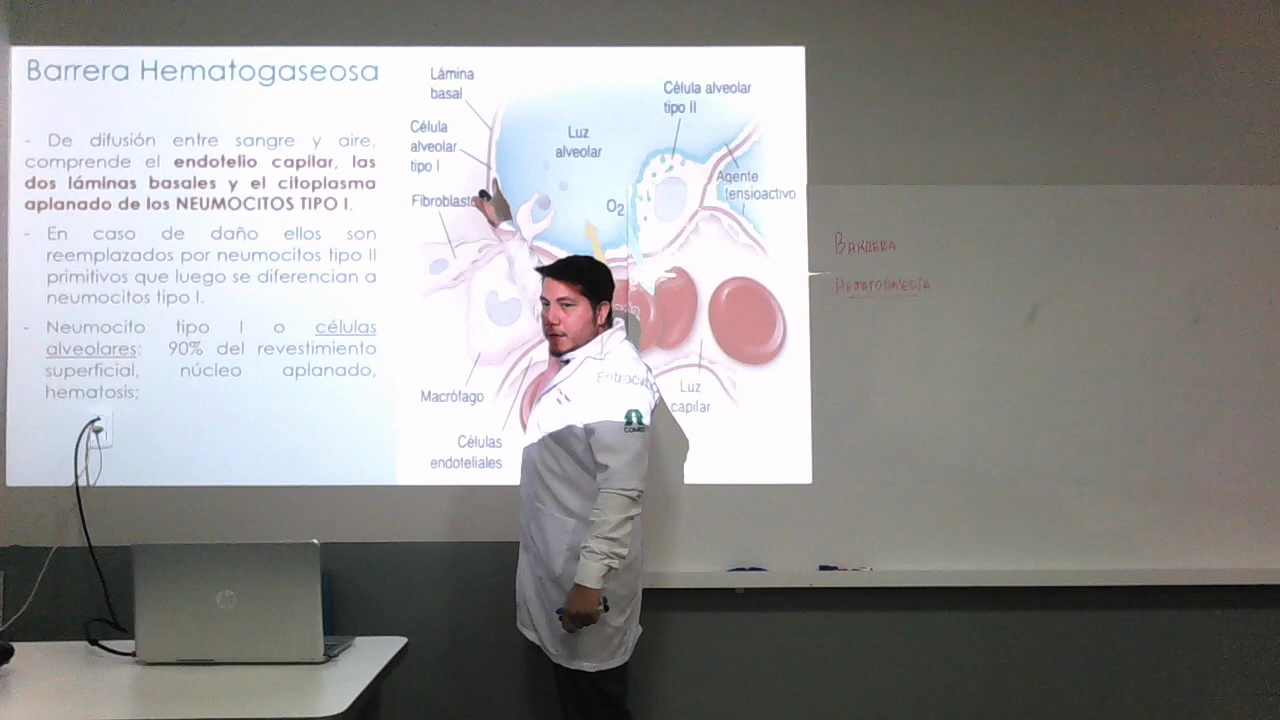 Barrera Hematogaseosa
- De difusión entre sangre y aire,
comprende el endotelio capilar, las
dos láminas basales y el citoplasma
aplanado de los NEUMOCITOS TIPO I.
- En caso de daño ellos son
reemplazados por neumocitos tipo II
primitivos que luego se diferencian a
neumocitos tipo I.
- Neumocito tipo I o células
alveolares: 90% del revestimiento
superficial, núcleo aplanado,
hematosis;
Lámina
basal
Célula
alveolar
tipo I
Fibroblasto
Luz
alveolar
Célula alveolar
tipo II
Agente
tensioactivo
O2
Macrófago
Células
endoteliales
Luz
capilar
BARRERA
HEMATOGASEOSA
hp